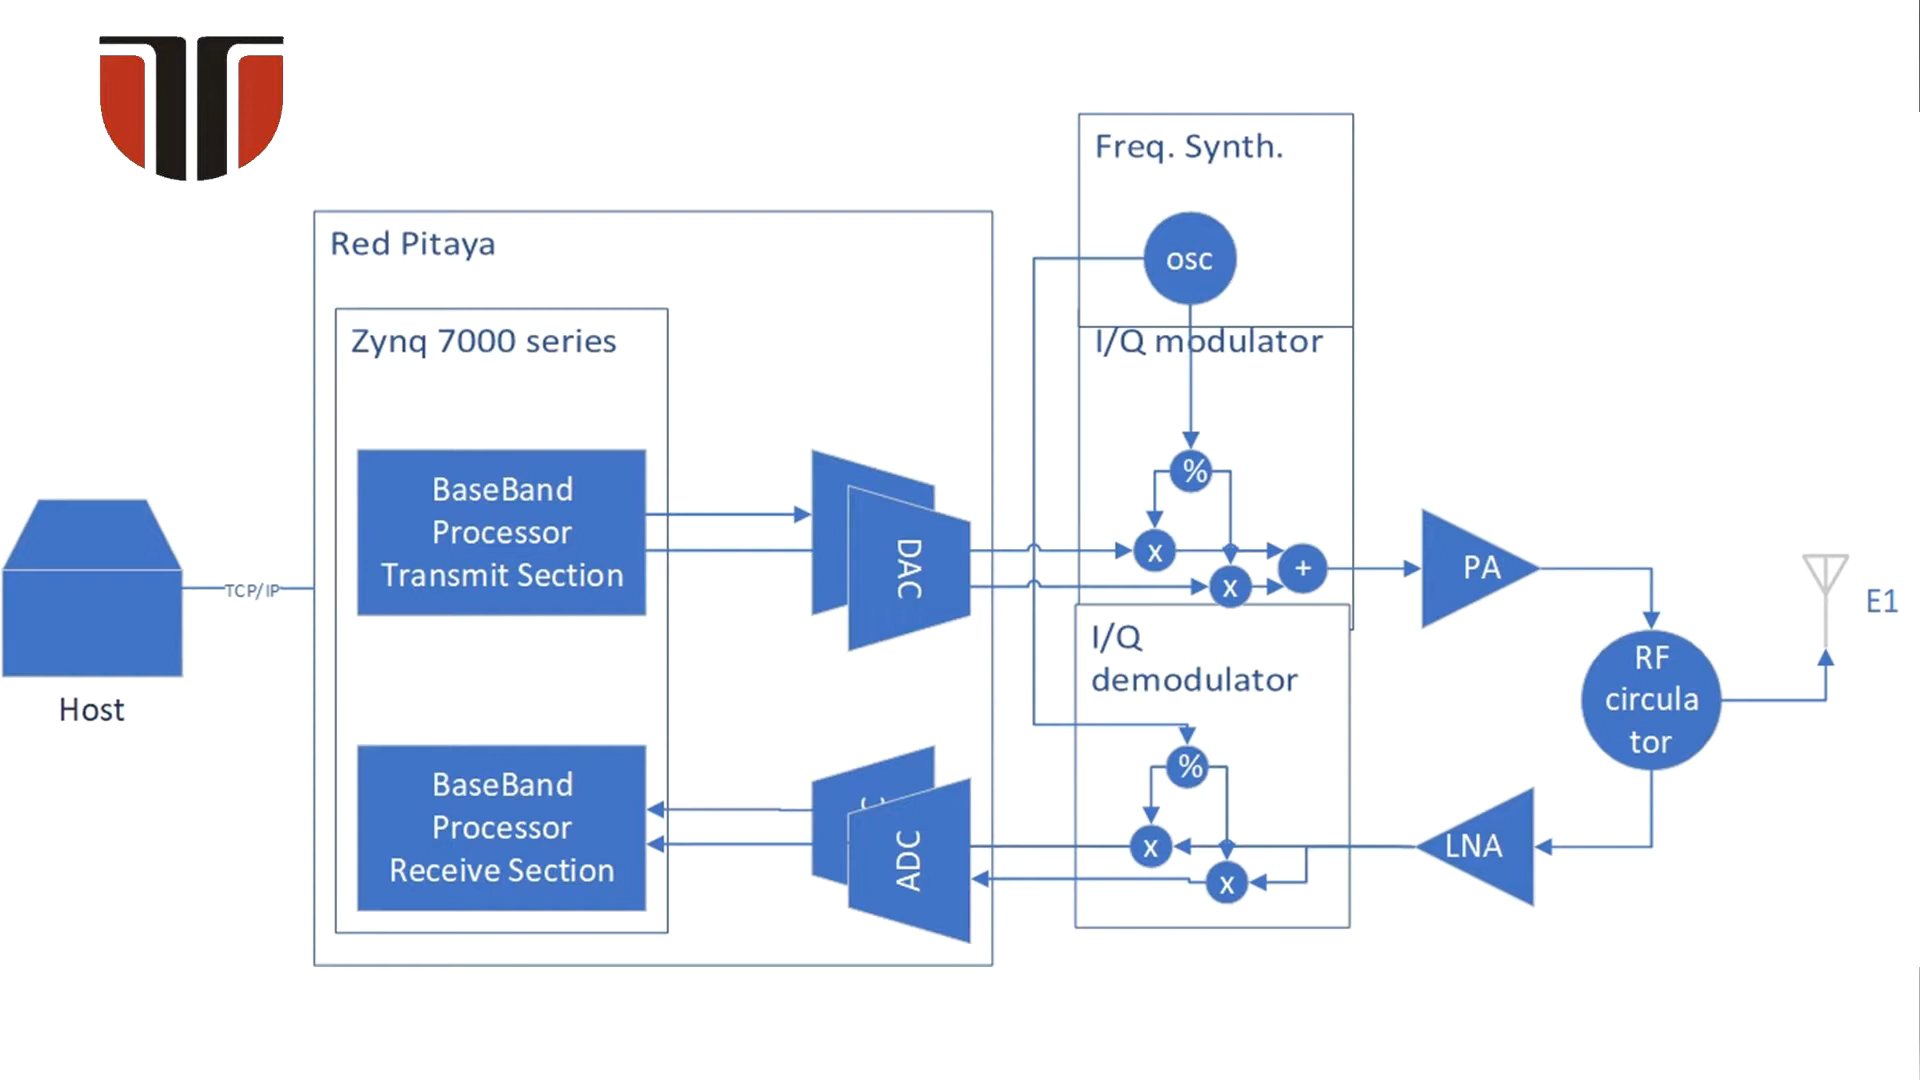 Freq. Synth.
osc
Red Pitaya
Zynq 7000 series
I/Q modulator
%
BaseBand
Processor
Transmit Section
DAC
x
x
+
PA
E1
TCP/IP
Host
I/Q
demodulator
RF
circula
tor
%
BaseBand
Processor
Receive Section
ADC
x
x
LNA